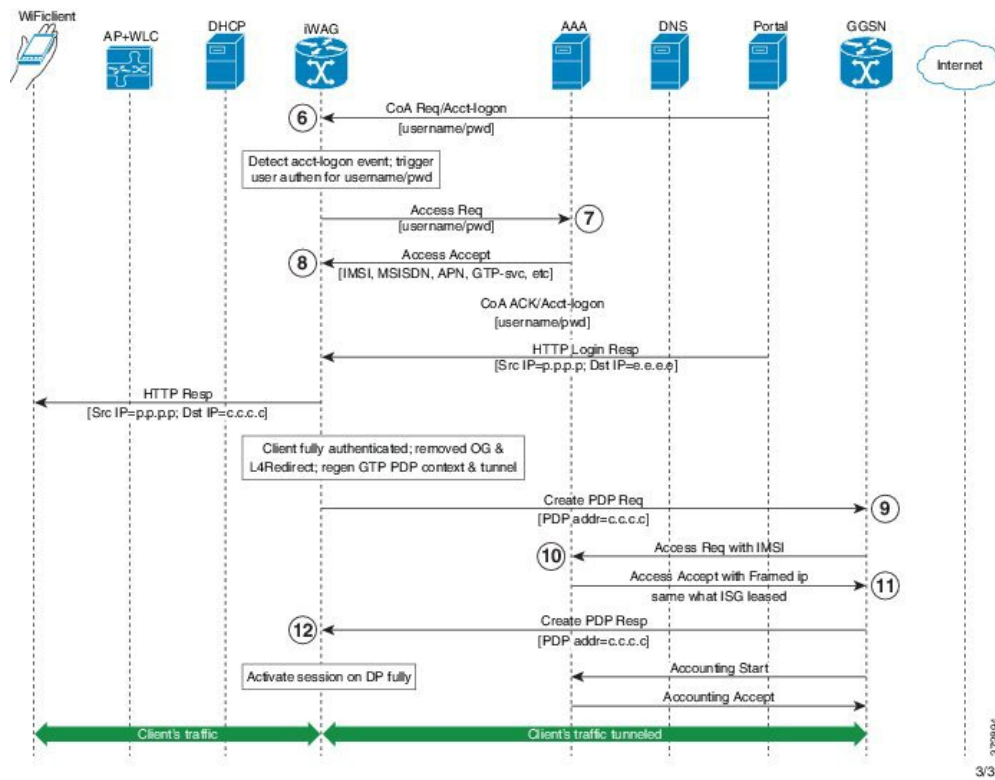 WiFiclient
AP+WLC
DHCP
iWAG
AAA
DNS
Portal
GGSN
Internet
CoA Req/Acct-logon
6
[username/pwd]
Detect acct-logon event; trigger
user authen for username/pwd
Access Req
7
[username/pwd]
Access Accept
8
[IMSI, MSISDN, APN, GTP-svc, etc]
CoA ACK/Acct-logon
[username/pwd]
HTTP Login Resp
[Src IP=p.p.p.p; Dst IP=e.e.e.e]
HTTP Resp
[Src IP=p.p.p.p; Dst IP=c.c.c.c]
Client fully authenticated; removed OG &
L4Redirect; regen GTP PDP context & tunnel
Create PDP Req
9
[PDP addr=c.c.c.c]
10
Access Req with IMSI
Access Accept with Framed ip
11
same what ISG leased
12
Create PDP Resp
[PDP addr=c.c.c.c]
Activate session on DP fully
Accounting Start
Accounting Accept
Client's traffic
Client's traffic tunneled
3/3